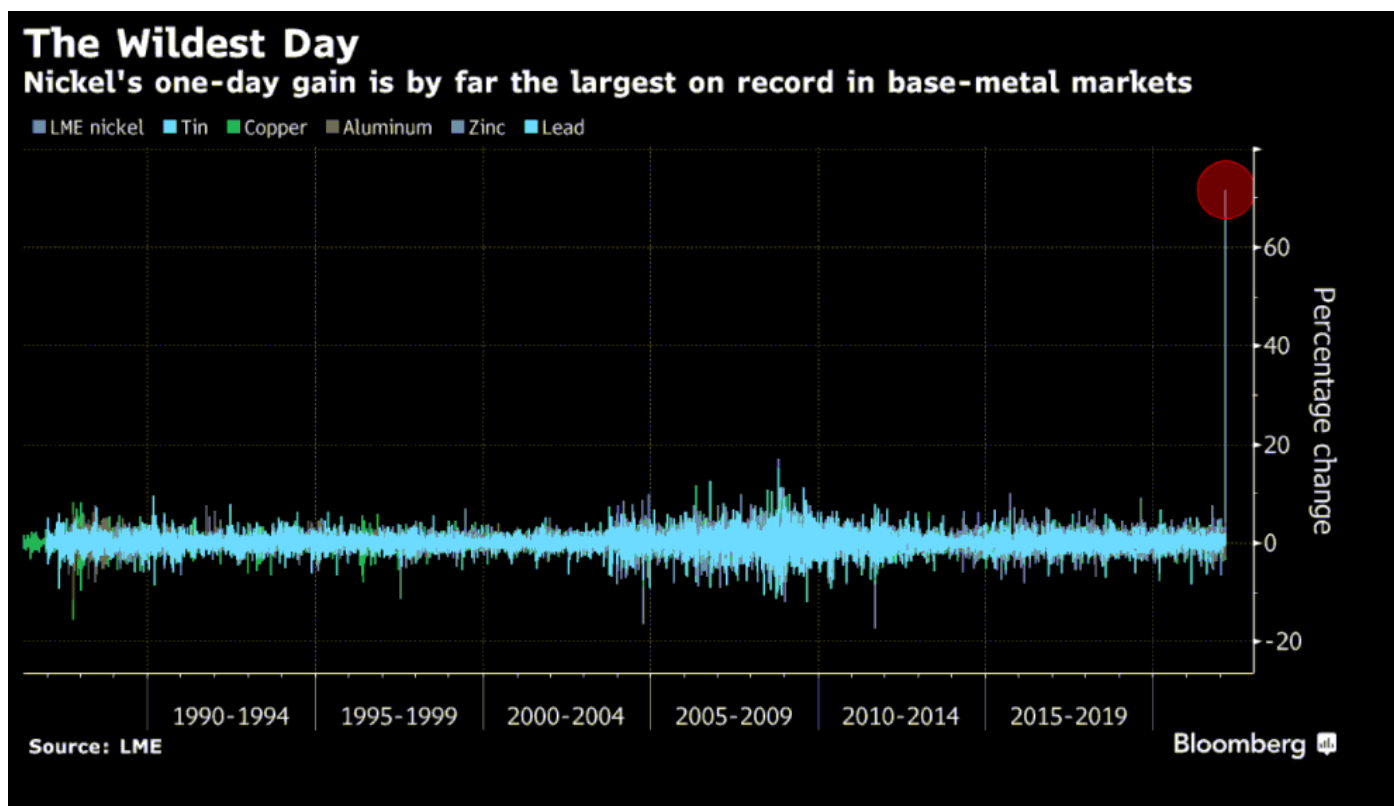 The Wildest Day
Nickel's one-day gain is by far the largest on record in base-metal markets
LME nickel Tin Copper Aluminum Zinc Lead
60
40
20
0
-20
Percentage change
1990-1994 1995-1999 2000-2004 2005-2009 2010-2014 2015-2019
Source: LME
Bloomberg